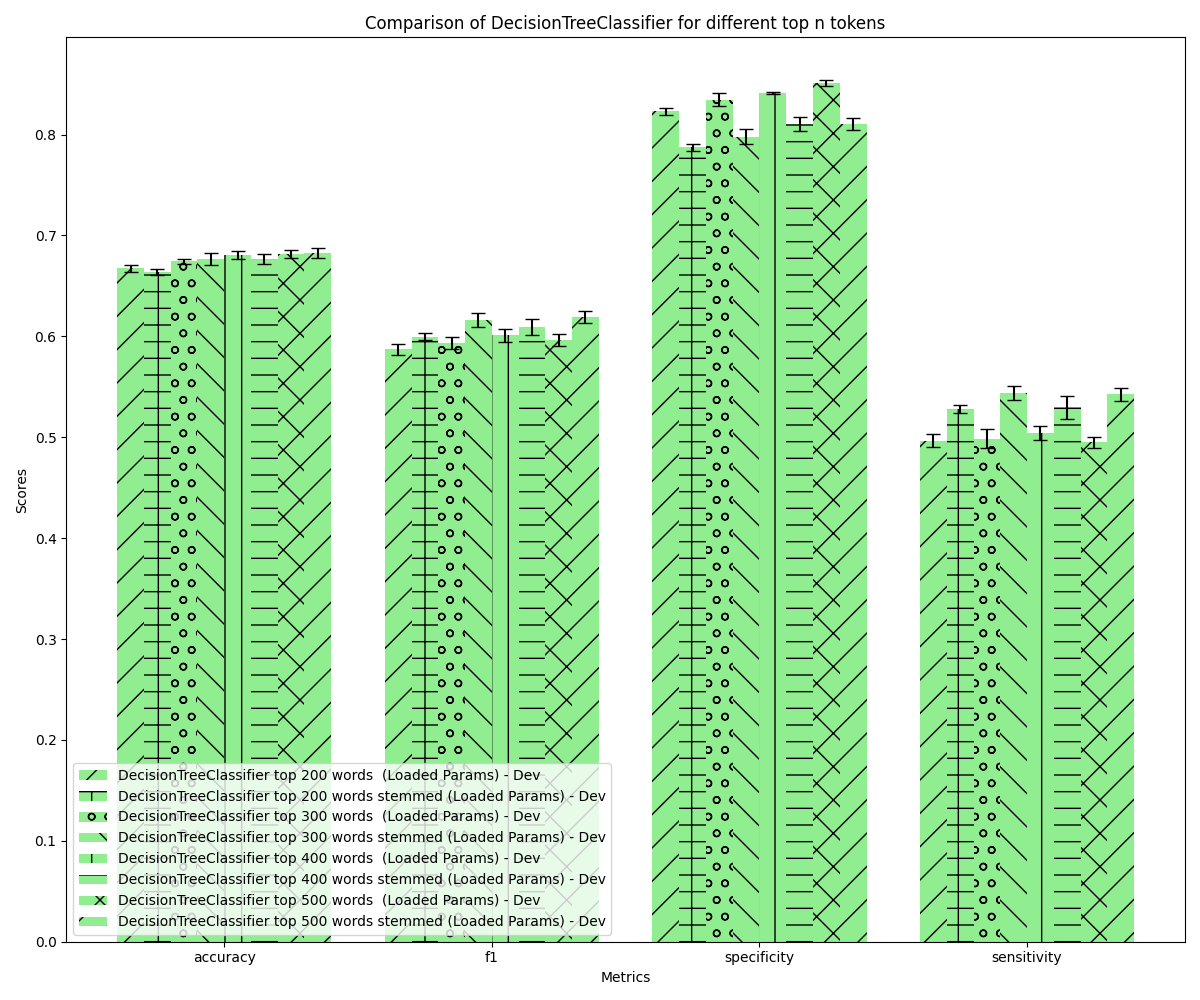 Comparison of DecisionTreeClassifier for different top n tokens
Scores
0.8
0.7
0.6
0.5
0.4
0.3
0.2
0.1
0.0
DecisionTreeClassifier top 200 words  (Loaded Params) - Dev
DecisionTreeClassifier top 200 words stemmed (Loaded Params) - Dev
DecisionTreeClassifier top 300 words  (Loaded Params) - Dev
DecisionTreeClassifier top 300 words stemmed (Loaded Params) - Dev
DecisionTreeClassifier top 400 words  (Loaded Params) - Dev
DecisionTreeClassifier top 400 words stemmed (Loaded Params) - Dev
DecisionTreeClassifier top 500 words  (Loaded Params) - Dev
DecisionTreeClassifier top 500 words stemmed (Loaded Params) - Dev
accuracy f1 specificity sensitivity
Metrics